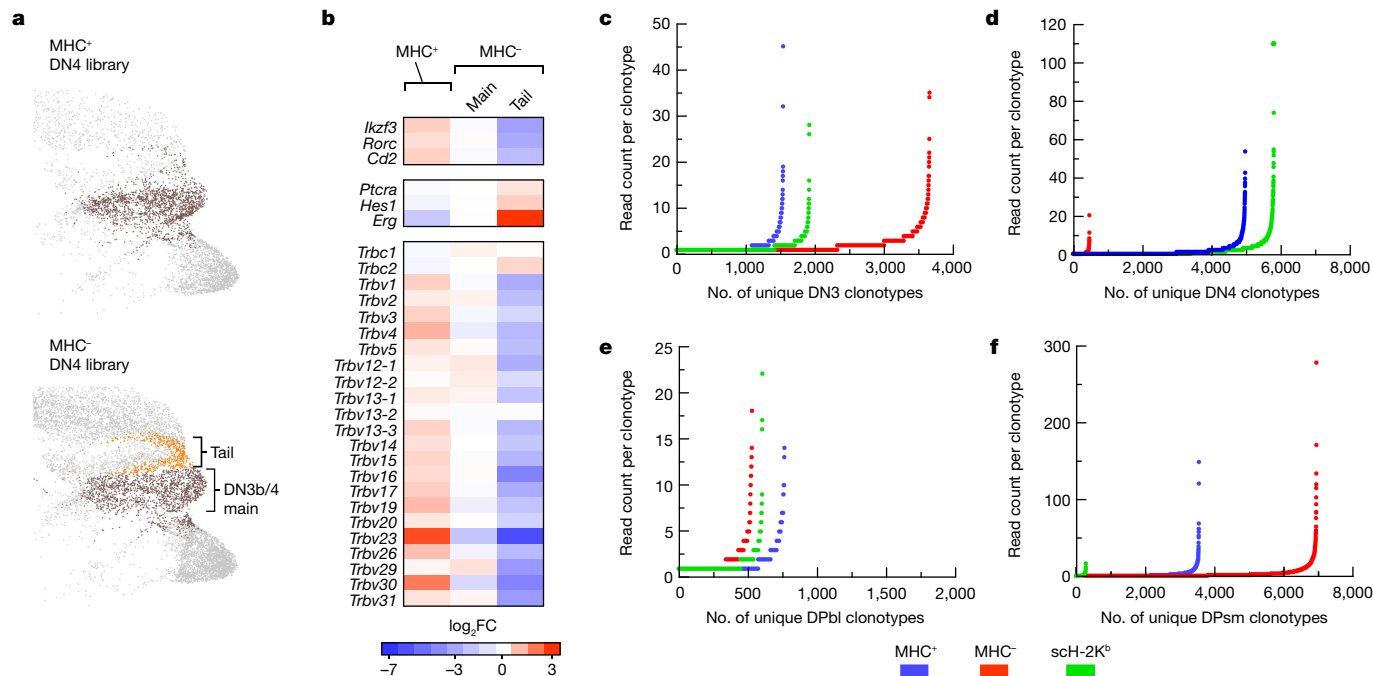 a
MHC⁺
DN4 library
MHC⁻
DN4 library
Tail
DN3b/4
main
b
MHC⁺
MHC⁻
Main
Tail
Ikzf3
Rorc
Cd2
Ptcra
Hes1
Erg
Trbc1
Trbc2
Trbv1
Trbv2
Trbv3
Trbv4
Trbv5
Trbv12-1
Trbv12-2
Trbv13-1
Trbv13-2
Trbv13-3
Trbv14
Trbv15
Trbv16
Trbv17
Trbv19
Trbv20
Trbv23
Trbv26
Trbv29
Trbv30
Trbv31
log₂FC
−7 −3 0 3
c
Read count per clonotype
50
40
30
20
10
0
0 1,000 2,000 3,000 4,000
No. of unique DN3 clonotypes
d
Read count per clonotype
120
100
80
60
40
20
0
0 2,000 4,000 6,000 8,000
No. of unique DN4 clonotypes
e
Read count per clonotype
25
20
15
10
5
0
0 500 1,000 1,500 2,000
No. of unique DPbl clonotypes
f
Read count per clonotype
300
200
100
0
0 2,000 4,000 6,000 8,000
No. of unique DPsm clonotypes
MHC⁺ MHC⁻ scH-2Kᵇ